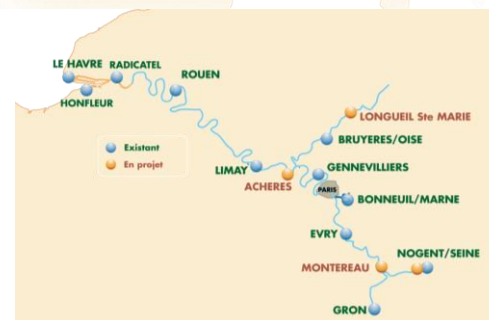 LE HAVRE
RADICATEL
ROUEN
HONFLEUR
LONGUEIL Ste MARIE
BRUYERES/OISE
Existant
En projet
LIMAY
ACHERES
GENNEVILLIERS
PARIS
BONNEUIL/MARNE
EVRY
NOGENT/SEINE
MONTEREAU
GRON